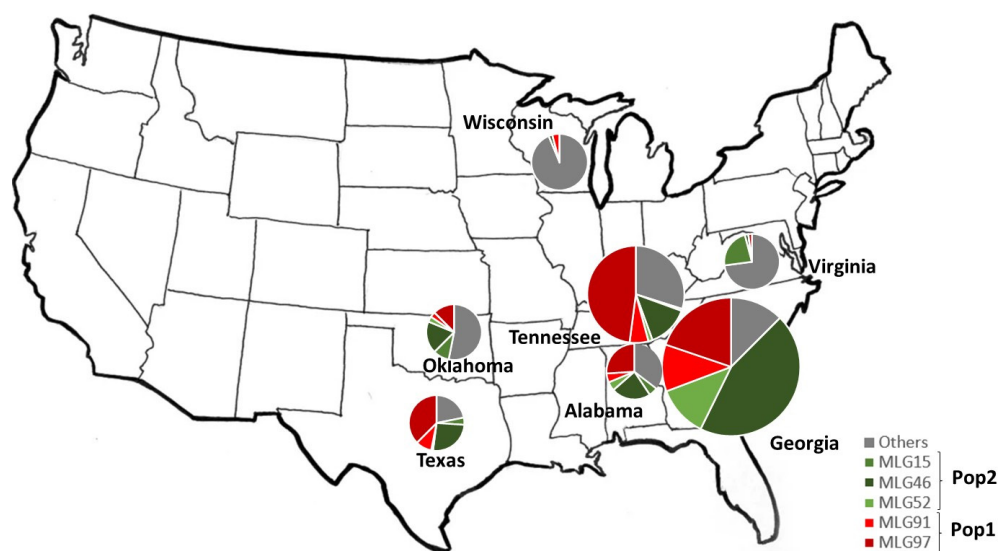 Wisconsin
Virginia
Tennessee
Oklahoma
Alabama
Georgia
Texas
Others
MLG15
MLG46
MLG52
Pop2
MLG91
MLG97
Pop1